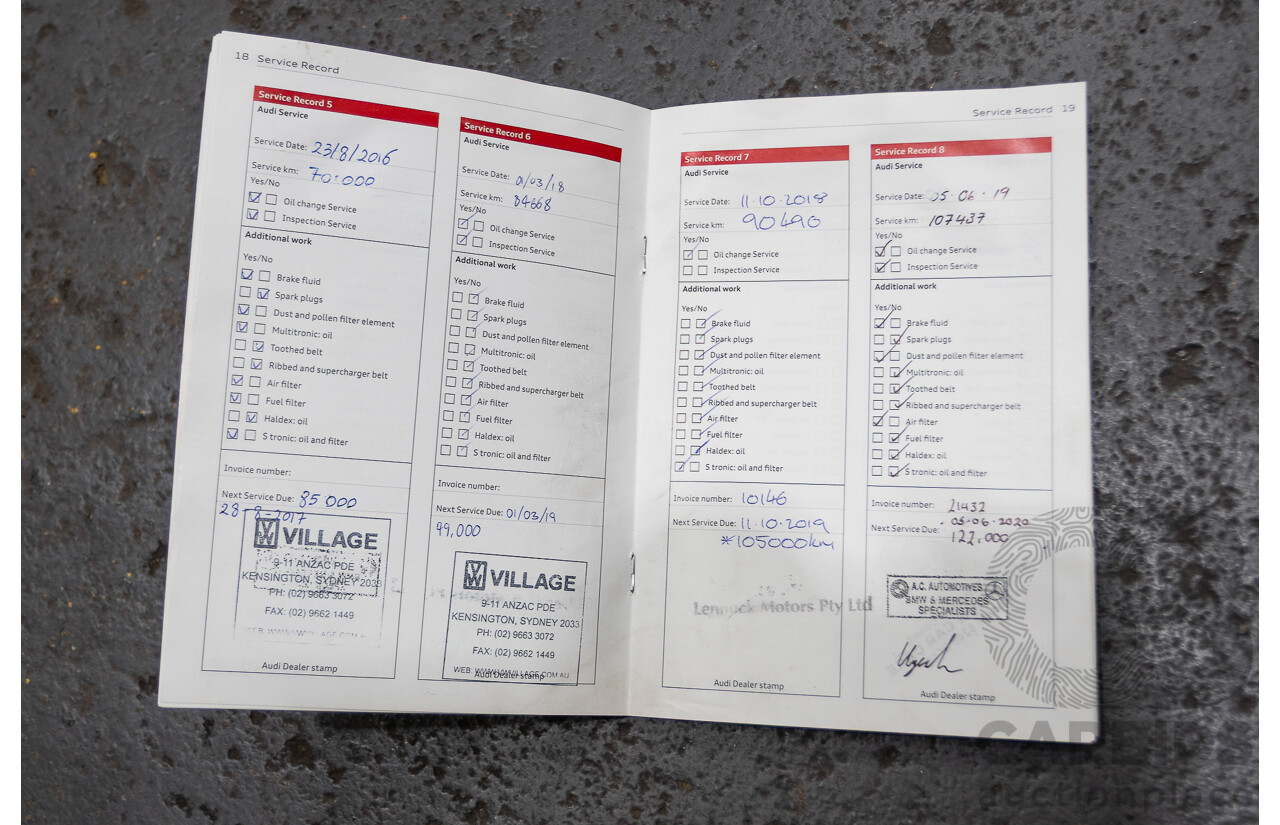 18 Service Record
Service Record 5
Audi Service
Service Date: 23/8/2016
Service km: 70.000
Yes/No
Oil change Service
Inspection Service
Additional work
Yes/No
Brake fluid
Spark plugs
Dust and pollen filter element
Multitronic: oil
Toothed belt
Ribbed and supercharger belt
Air filter
Fuel filter
Haldex: oil
S tronic: oil and filter
Invoice number:
Next Service Due: 85 000
28-8-2017
VILLAGE
9-11 ANZAC PDE
KENSINGTON, SYDNEY 2033
PH: (02) 9663 3072
FAX: (02) 9662 1449
Audi Dealer stamp
Service Record 6
Audi Service
Service Date: 01/03/18
Service km: 84668
Yes/No
Oil change Service
Inspection Service
Additional work
Yes/No
Brake fluid
Spark plugs
Dust and pollen filter element
Multitronic: oil
Toothed belt
Ribbed and supercharger belt
Air filter
Fuel filter
Haldex: oil
S tronic: oil and filter
Invoice number:
Next Service Due: 01/03/19
99,000
VW VILLAGE
9-11 ANZAC PDE
KENSINGTON, SYDNEY 2033
PH: (02) 9663 3072
FAX: (02) 9662 1449
WEB: WWW.VWVILLAGE.COM.AU
Audi Dealer stamp
Service Record 19
Service Record 7
Audi Service
Service Date: 11.10.2018
Service km: 90490
Yes/No
Oil change Service
Inspection Service
Additional work
Yes/No
Brake fluid
Spark plugs
Dust and pollen filter element
Multitronic: oil
Toothed belt
Ribbed and supercharger belt
Air filter
Fuel filter
Haldex: oil
S tronic: oil and filter
Invoice number: 10146
Next Service Due: 11.10.2019
*105000km
Lennock Motors Pty Ltd
Audi Dealer stamp
Service Record 8
Audi Service
Service Date: 05.06.19
Service km: 107437
Yes/No
Oil change Service
Inspection Service
Additional work
Yes/No
Brake fluid
Spark plugs
Dust and pollen filter element
Multitronic: oil
Toothed belt
Ribbed and supercharger belt
Air filter
Fuel filter
Haldex: oil
S tronic: oil and filter
Invoice number: 21432
Next Service Due: 05.06.2020
122,000
A.C. AUTOMOTIVES
BMW & MERCEDES
SPECIALISTS
Audi Dealer stamp